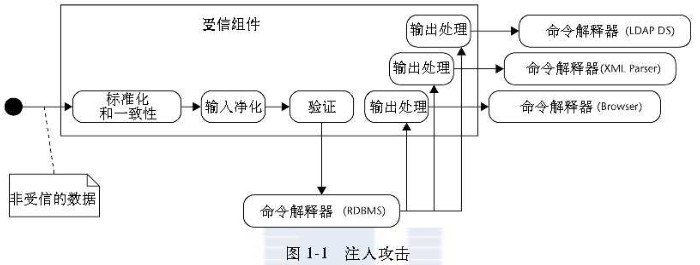 受信组件
输出处理
命令解释器 (LDAP DS)
输出处理
命令解释器(XML Parser)
标准化
和一致性
输入净化
验证
输出处理
命令解释器 (Browser)
非受信的数据
命令解释器 (RDBMS)
图 1-1 注入攻击